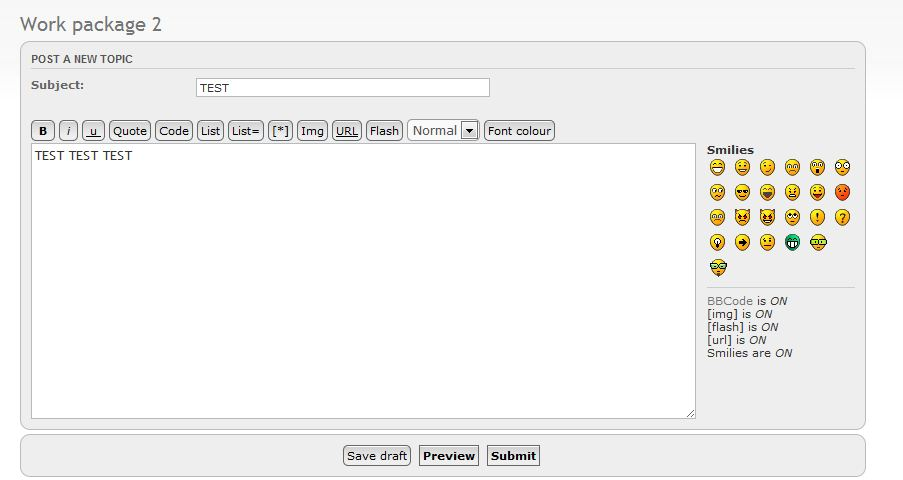 Work package 2
POST A NEW TOPIC
Subject: TEST
B i u Quote Code List List= [*] Img URL Flash Normal Font colour
TEST TEST TEST
Smilies
BBCode is ON
[img] is ON
[flash] is ON
[url] is ON
Smilies are ON
Save draft Preview Submit